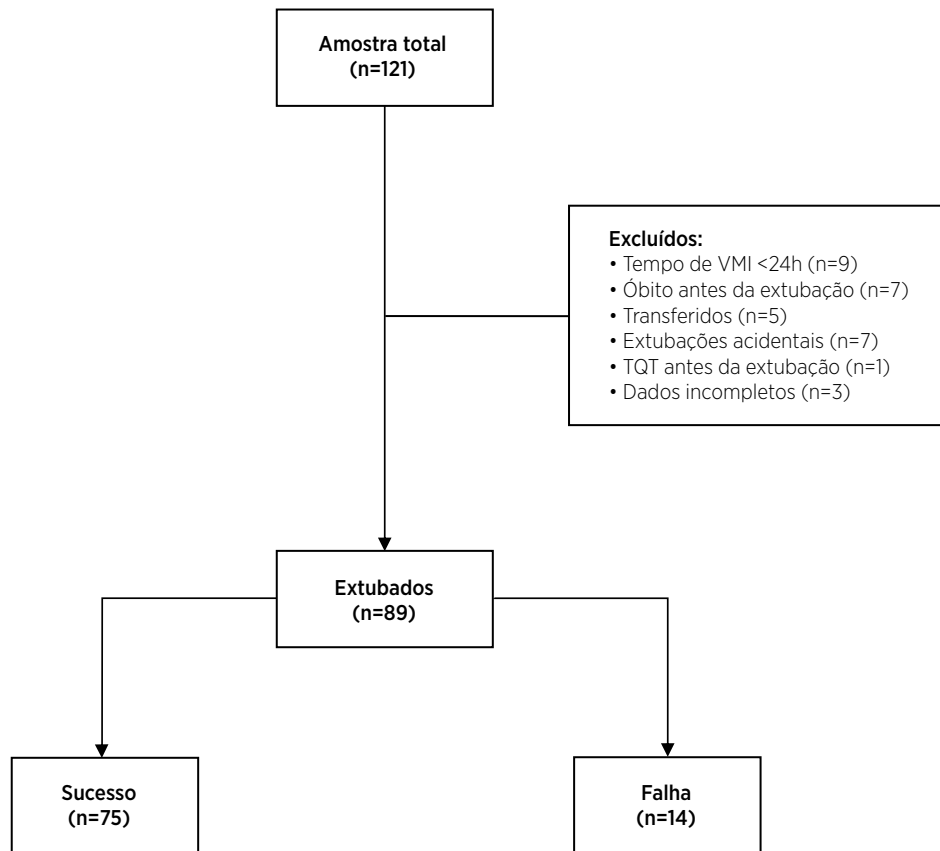 Amostra total
(n=121)
Excluídos:
• Tempo de VMI <24h (n=9)
• Óbito antes da extubação (n=7)
• Transferidos (n=5)
• Extubações acidentais (n=7)
• TQT antes da extubação (n=1)
• Dados incompletos (n=3)
Extubados
(n=89)
Sucesso
(n=75)
Falha
(n=14)